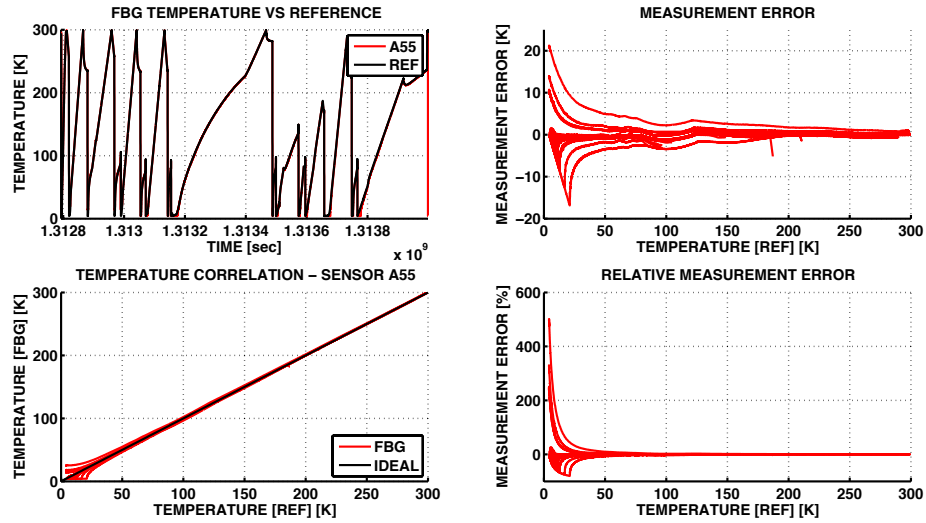 FBG TEMPERATURE VS REFERENCE
TEMPERATURE [K]
300
200
100
0
A55
REF
1.3128 1.313 1.3132 1.3134 1.3136 1.3138
TIME [sec]
x 10^9
MEASUREMENT ERROR
MEASUREMENT ERROR [K]
20
10
0
−10
−20
0 50 100 150 200 250 300
TEMPERATURE [REF] [K]
TEMPERATURE CORRELATION − SENSOR A55
TEMPERATURE [FBG] [K]
300
200
100
0
FBG
IDEAL
0 50 100 150 200 250 300
TEMPERATURE [REF] [K]
RELATIVE MEASUREMENT ERROR
MEASUREMENT ERROR [%]
600
400
200
0
−200
0 50 100 150 200 250 300
TEMPERATURE [REF] [K]